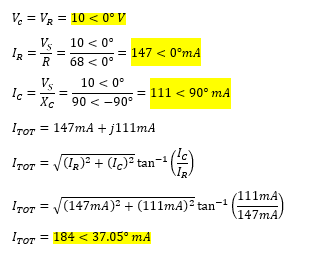 V_c = V_R = 10 < 0° V
I_R = V_S / R = 10 < 0° / 68 < 0° = 147 < 0°mA
I_C = V_S / X_C = 10 < 0° / 90 < −90° = 111 < 90° mA
I_TOT = 147mA + j111mA
I_TOT = √((I_R)² + (I_C)²) tan⁻¹ (I_C / I_R)
I_TOT = √((147mA)² + (111mA)²) tan⁻¹ (111mA / 147mA)
I_TOT = 184 < 37.05° mA